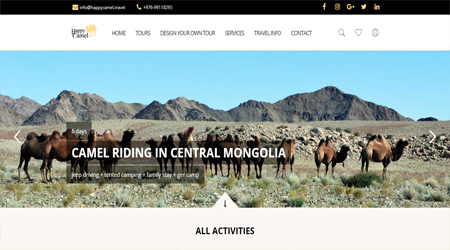 info@happycamel.travel +976-99118295
Happy Camel
HOME TOURS DESIGN YOUR OWN TOUR SERVICES TRAVEL INFO CONTACT
6 days
CAMEL RIDING IN CENTRAL MONGOLIA
jeep driving + tented camping + family stay + ger camp
ALL ACTIVITIES